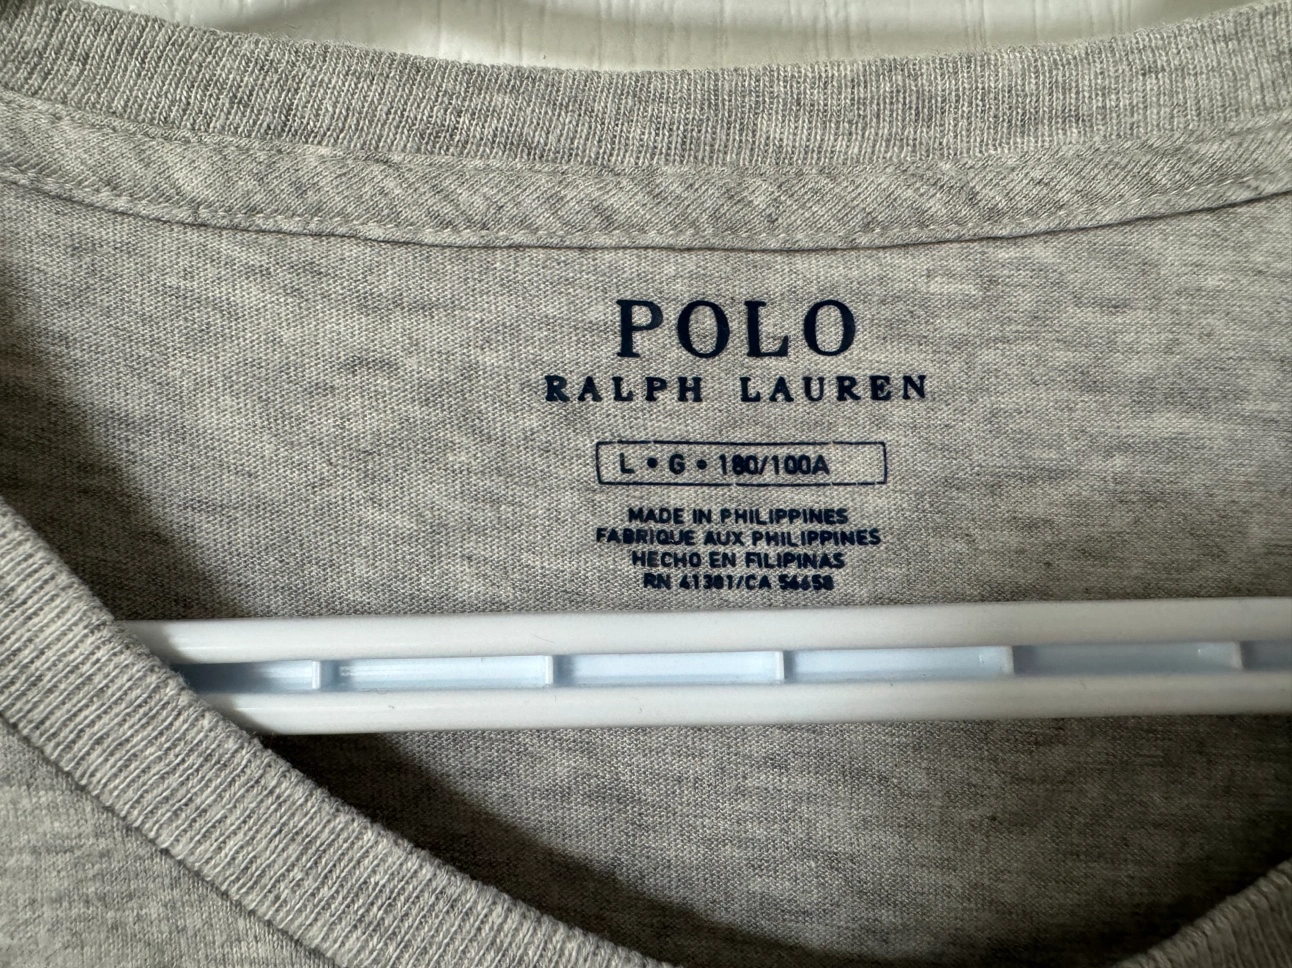 POLO
RALPH LAUREN
L • G • 180/100A
MADE IN PHILIPPINES
FABRIQUE AUX PHILIPPINES
HECHO EN FILIPINAS
RN 41381/CA 56658